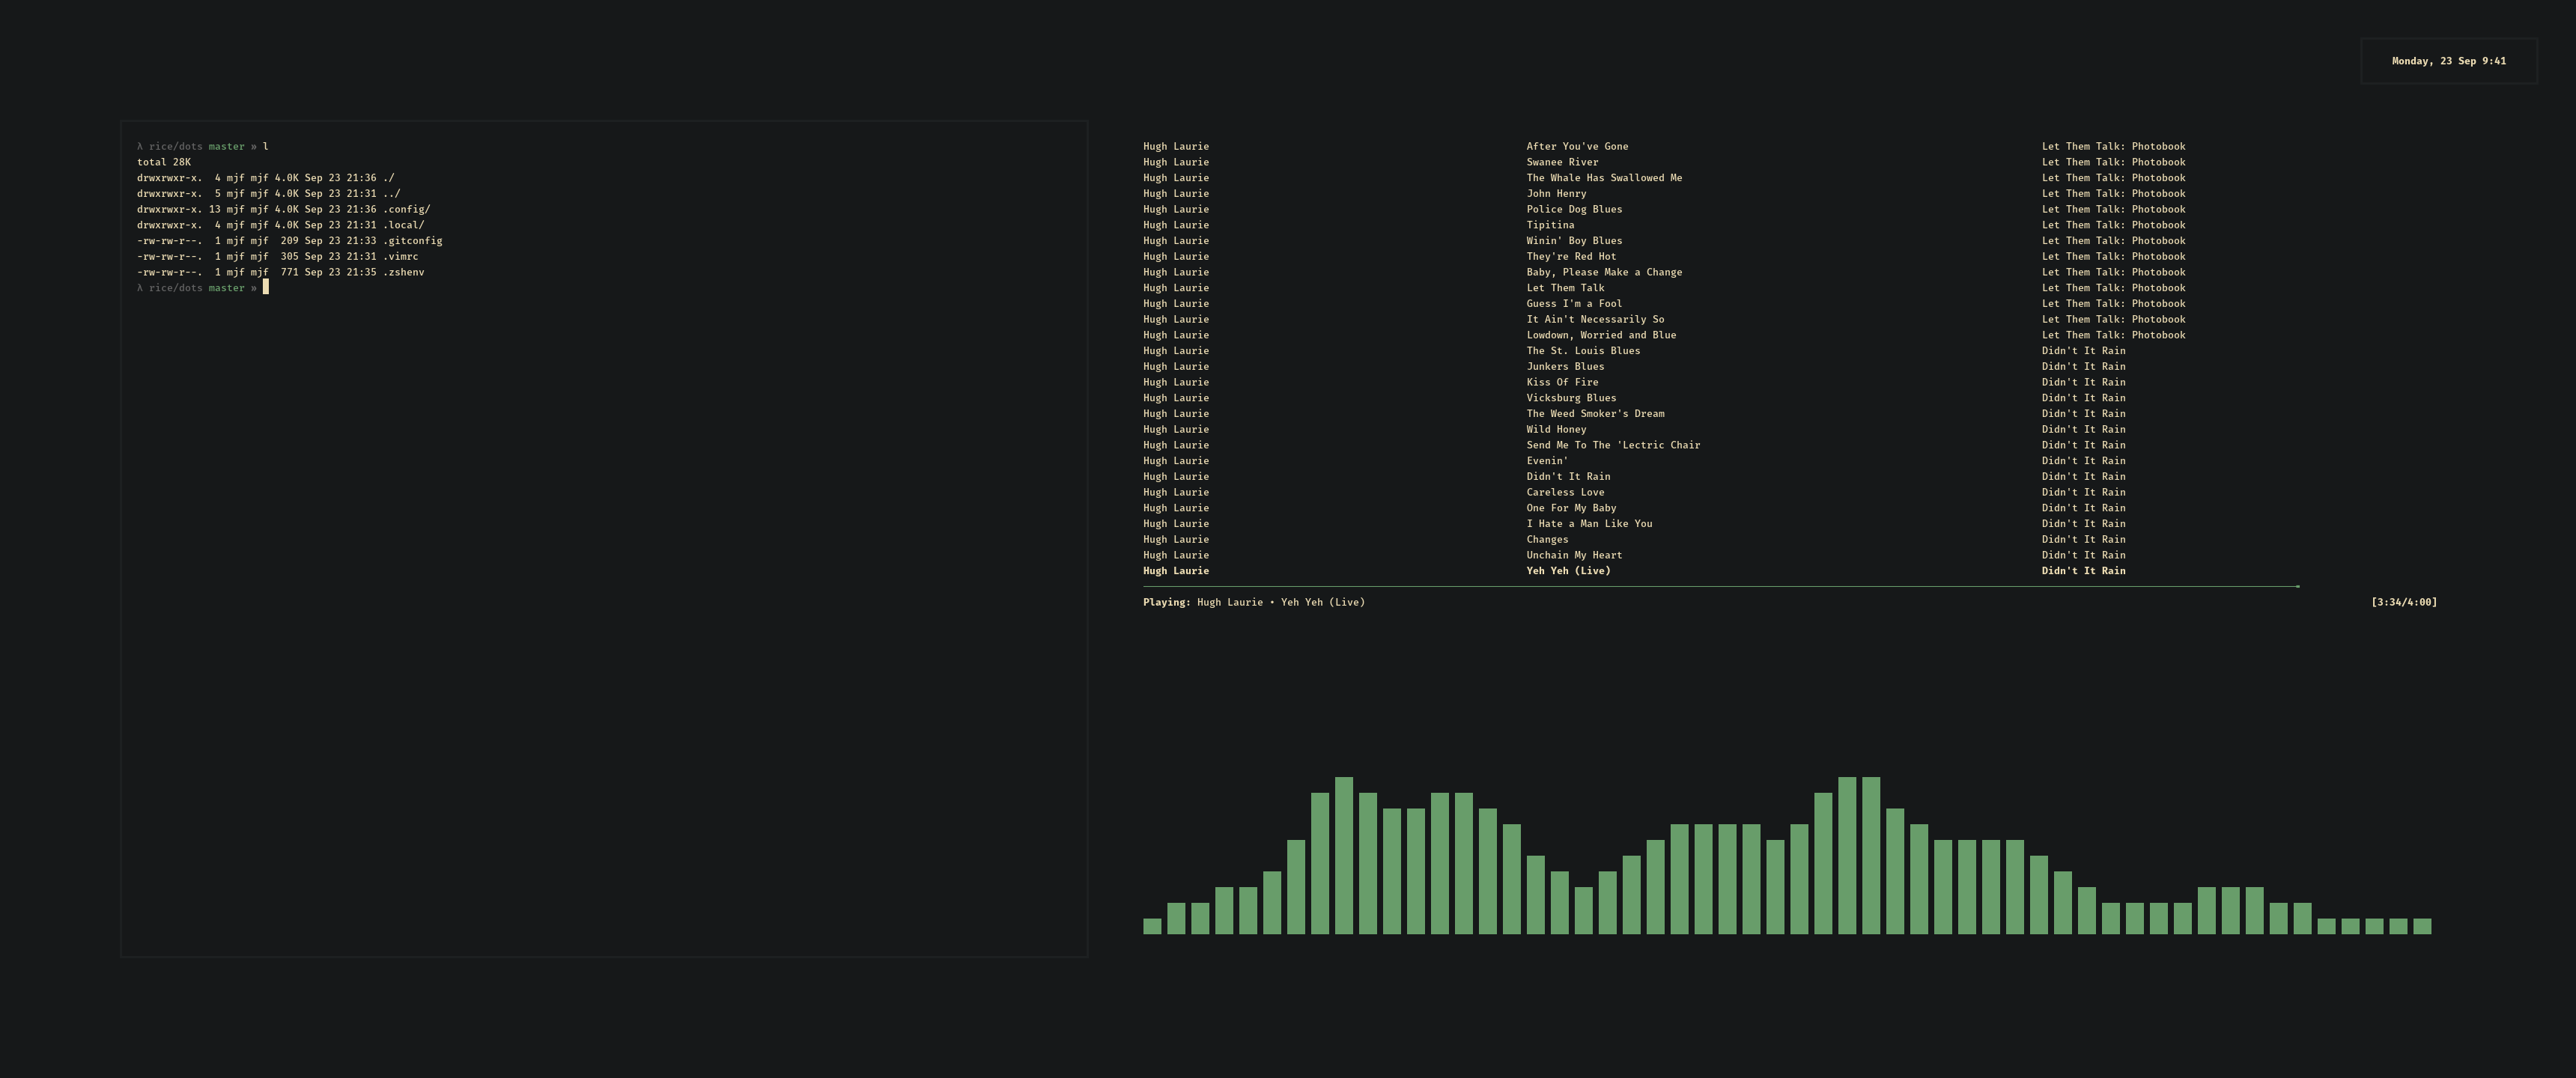 Monday, 23 Sep 9:41
λ rice/dots master » l
total 28K
drwxrwxr-x.  4 mjf mjf 4.0K Sep 23 21:36 ./
drwxrwxr-x.  5 mjf mjf 4.0K Sep 23 21:31 ../
drwxrwxr-x. 13 mjf mjf 4.0K Sep 23 21:36 .config/
drwxrwxr-x.  4 mjf mjf 4.0K Sep 23 21:31 .local/
-rw-rw-r--.  1 mjf mjf  209 Sep 23 21:33 .gitconfig
-rw-rw-r--.  1 mjf mjf  305 Sep 23 21:31 .vimrc
-rw-rw-r--.  1 mjf mjf  771 Sep 23 21:35 .zshenv
λ rice/dots master »
Hugh Laurie After You've Gone Let Them Talk: Photobook
Hugh Laurie Swanee River Let Them Talk: Photobook
Hugh Laurie The Whale Has Swallowed Me Let Them Talk: Photobook
Hugh Laurie John Henry Let Them Talk: Photobook
Hugh Laurie Police Dog Blues Let Them Talk: Photobook
Hugh Laurie Tipitina Let Them Talk: Photobook
Hugh Laurie Winin' Boy Blues Let Them Talk: Photobook
Hugh Laurie They're Red Hot Let Them Talk: Photobook
Hugh Laurie Baby, Please Make a Change Let Them Talk: Photobook
Hugh Laurie Let Them Talk Let Them Talk: Photobook
Hugh Laurie Guess I'm a Fool Let Them Talk: Photobook
Hugh Laurie It Ain't Necessarily So Let Them Talk: Photobook
Hugh Laurie Lowdown, Worried and Blue Let Them Talk: Photobook
Hugh Laurie The St. Louis Blues Didn't It Rain
Hugh Laurie Junkers Blues Didn't It Rain
Hugh Laurie Kiss Of Fire Didn't It Rain
Hugh Laurie Vicksburg Blues Didn't It Rain
Hugh Laurie The Weed Smoker's Dream Didn't It Rain
Hugh Laurie Wild Honey Didn't It Rain
Hugh Laurie Send Me To The 'Lectric Chair Didn't It Rain
Hugh Laurie Evenin' Didn't It Rain
Hugh Laurie Didn't It Rain Didn't It Rain
Hugh Laurie Careless Love Didn't It Rain
Hugh Laurie One For My Baby Didn't It Rain
Hugh Laurie I Hate a Man Like You Didn't It Rain
Hugh Laurie Changes Didn't It Rain
Hugh Laurie Unchain My Heart Didn't It Rain
Hugh Laurie Yeh Yeh (Live) Didn't It Rain
Playing: Hugh Laurie • Yeh Yeh (Live) [3:34/4:00]